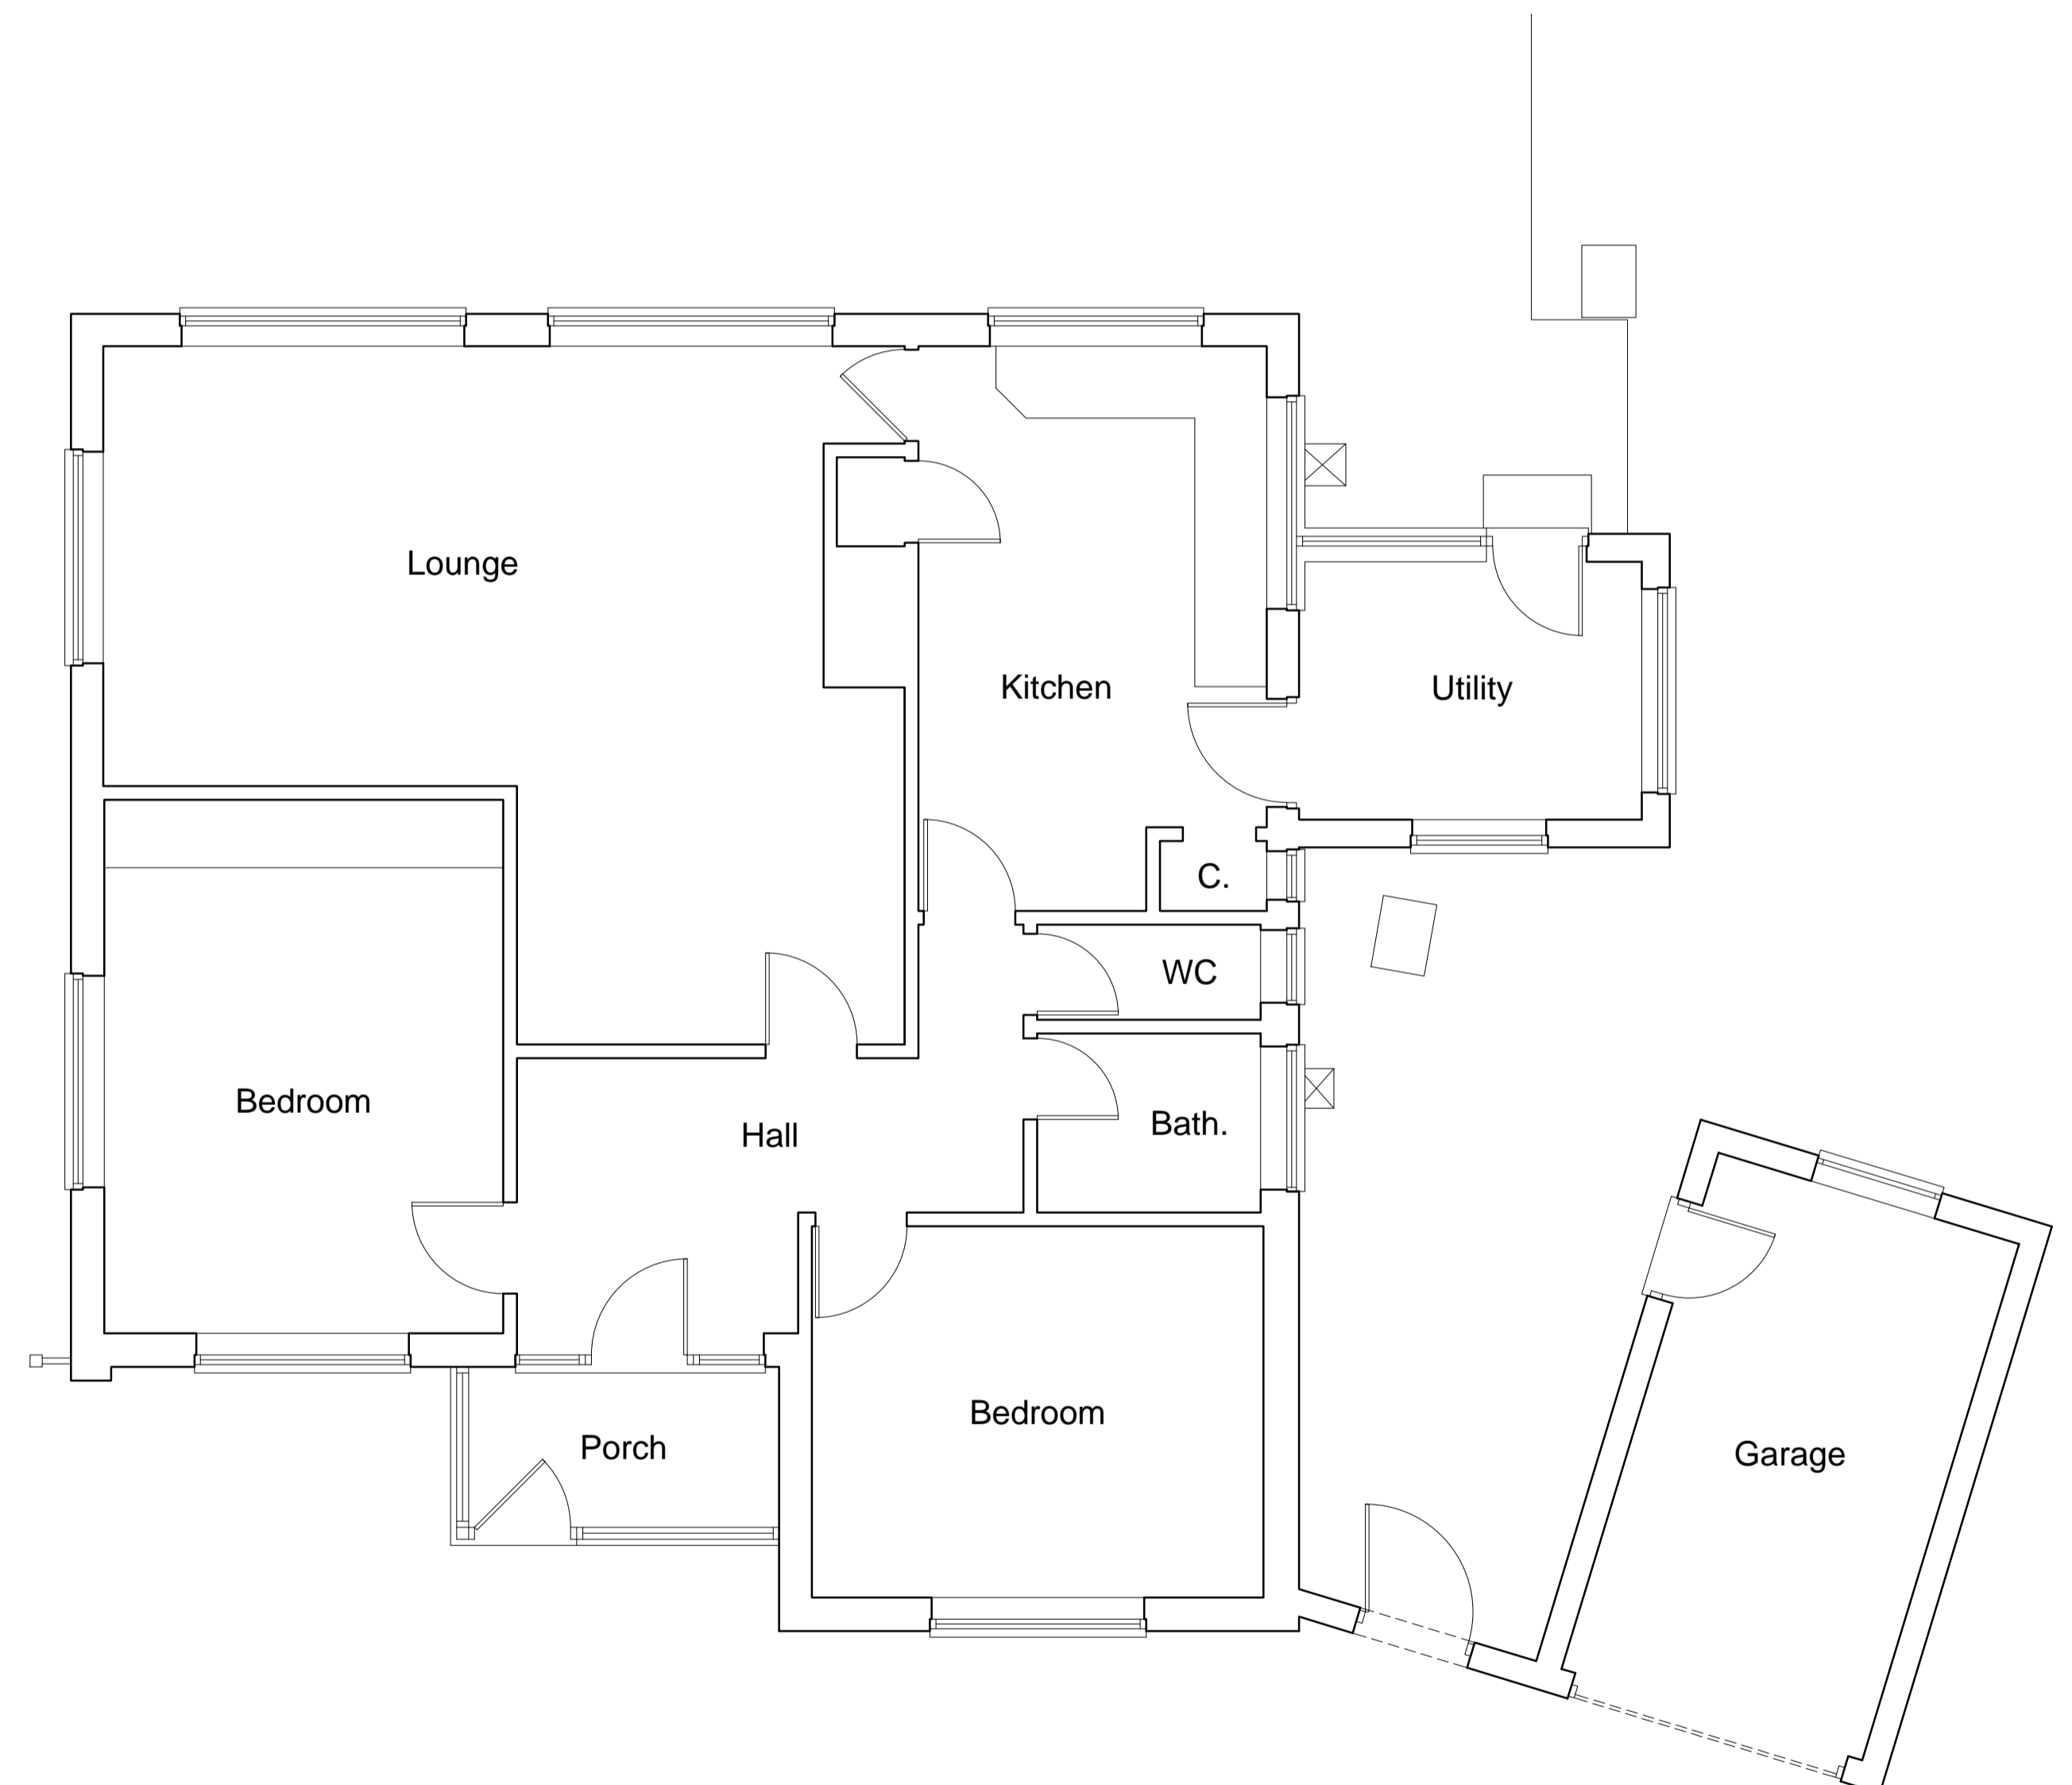 Lounge
Kitchen
Utility
C.
WC
Bedroom
Hall
Bath.
Bedroom
Porch
Garage